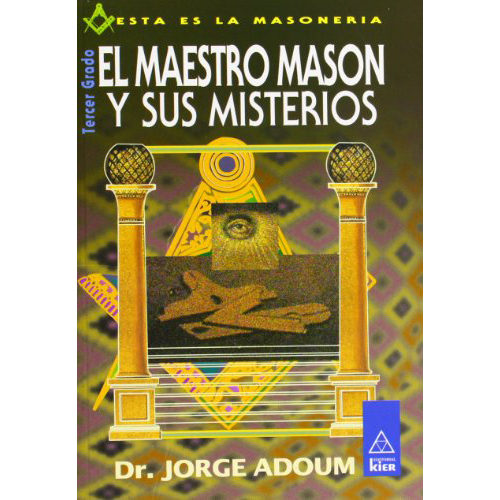 ESTA ES LA MASONERIA
Tercer Grado
EL MAESTRO MASON
Y SUS MISTERIOS
Dr. JORGE ADOUM
EDITORIAL
kier